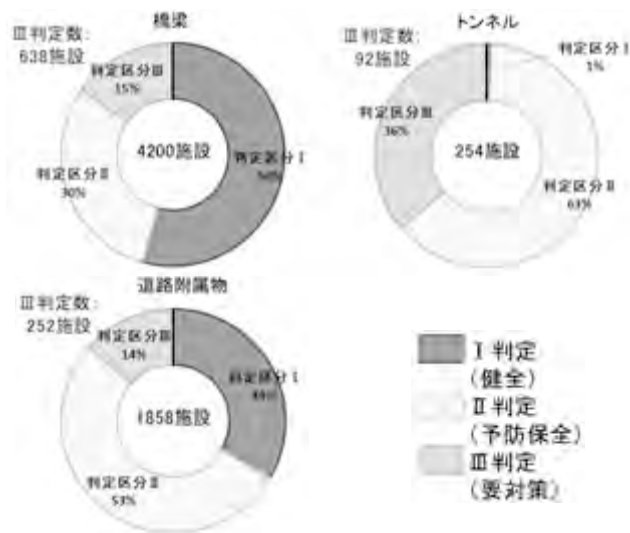 橋梁
Ⅲ判定数:
638施設
判定区分Ⅲ
15%
4200施設
判定区分Ⅰ
判定区分Ⅱ
30%
トンネル
Ⅲ判定数:
92施設
判定区分Ⅰ
1%
判定区分Ⅲ
36%
254施設
判定区分Ⅱ
63%
道路附属物
Ⅲ判定数:
252施設
判定区分Ⅲ
14%
判定区分Ⅰ
1858施設
判定区分Ⅱ
53%
Ⅰ判定
(健全)
Ⅱ判定
(予防保全)
Ⅲ判定
(要対策)